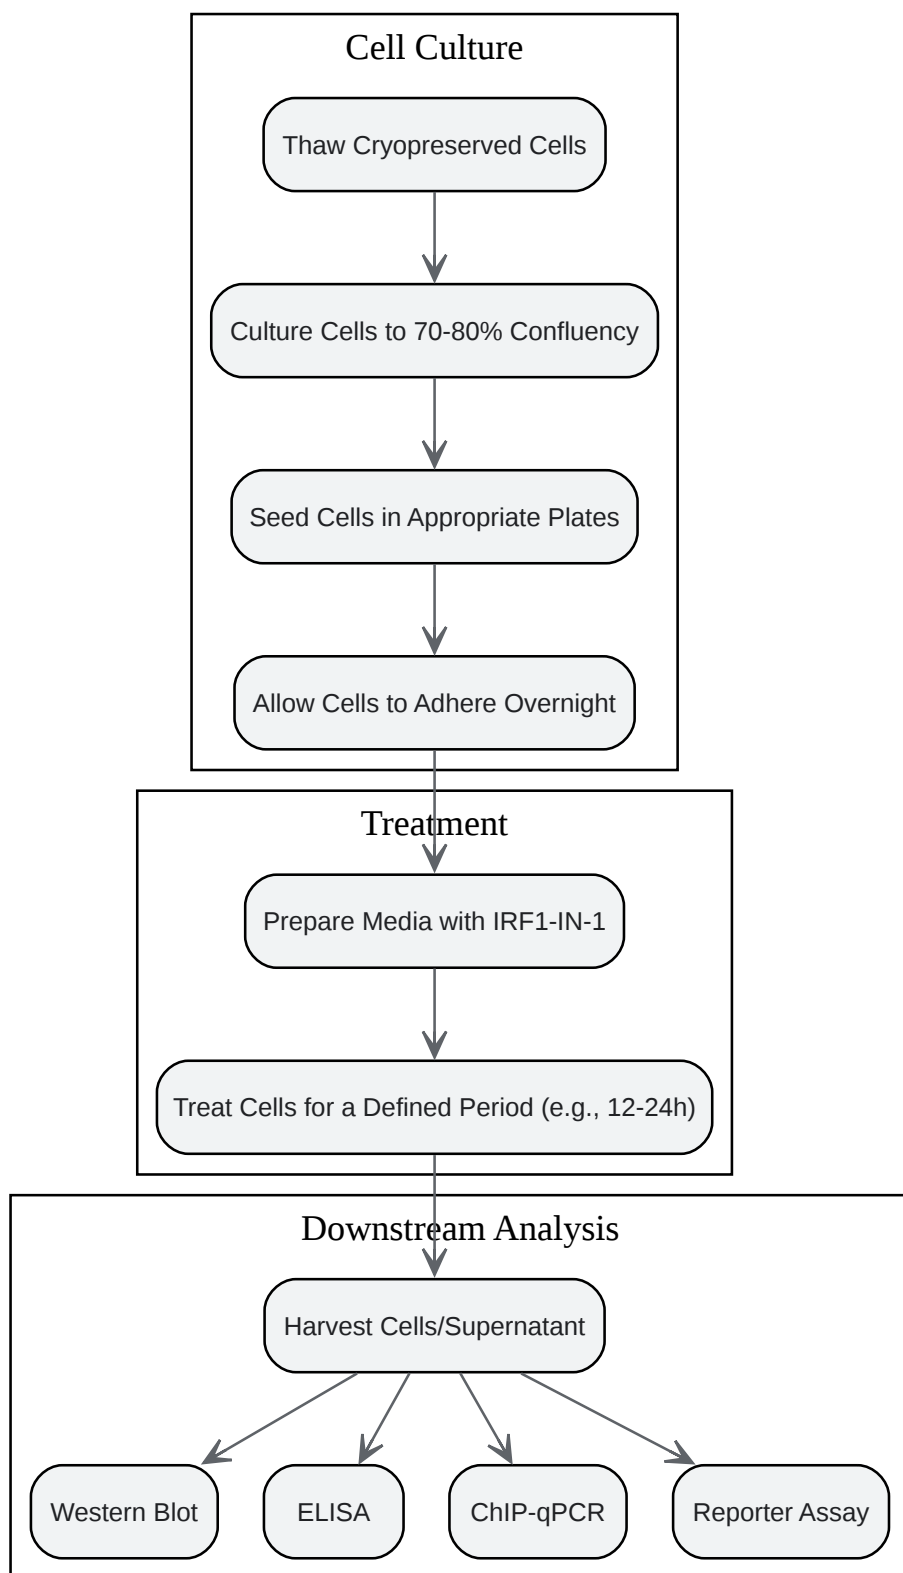 Cell Culture
Thaw Cryopreserved Cells
Culture Cells to 70-80% Confluency
Seed Cells in Appropriate Plates
Allow Cells to Adhere Overnight
Treatment
Prepare Media with IRF1-IN-1
Treat Cells for a Defined Period (e.g., 12-24h)
Downstream Analysis
Harvest Cells/Supernatant
Western Blot
ELISA
ChIP-qPCR
Reporter Assay